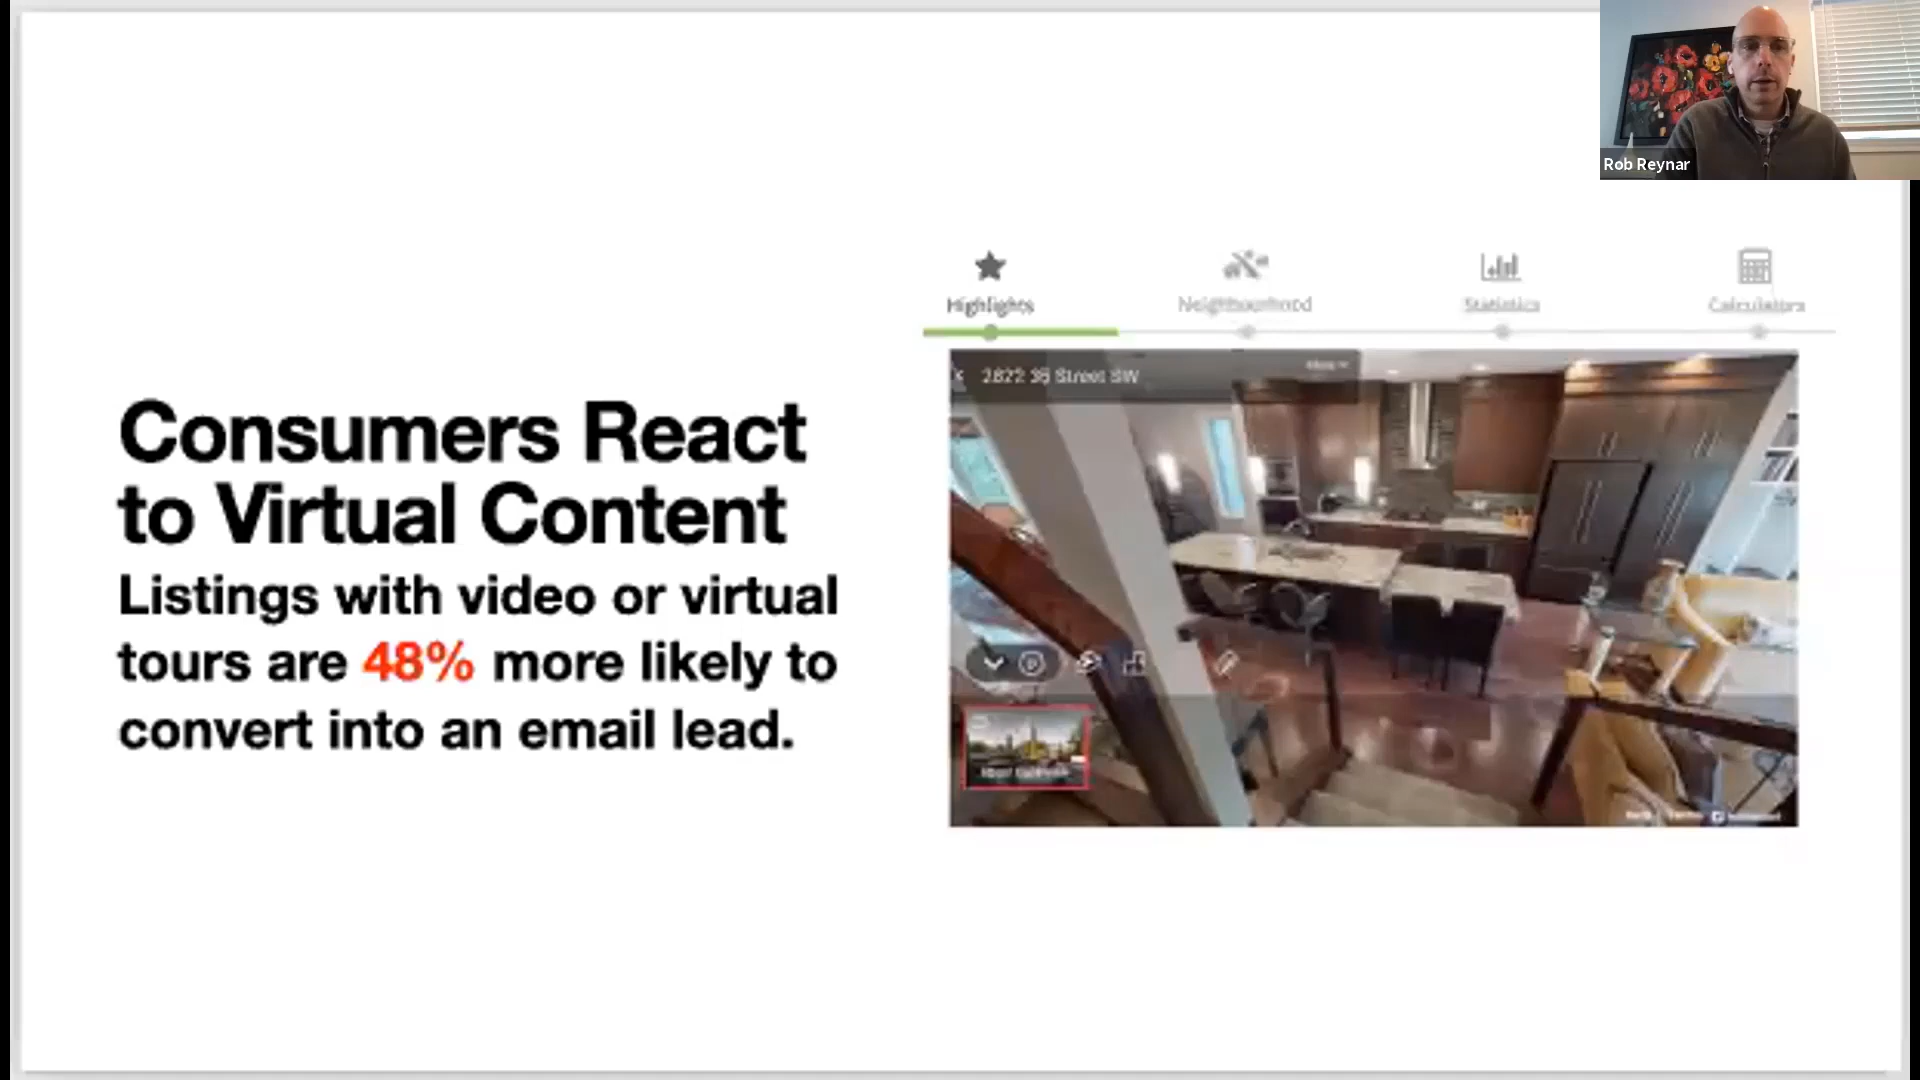 Rob Reynar
Highlights
Neighbourhood
Statistics
Calculators
2822 35 Street SW
Consumers React
to Virtual Content
Listings with video or virtual
tours are 48% more likely to
convert into an email lead.